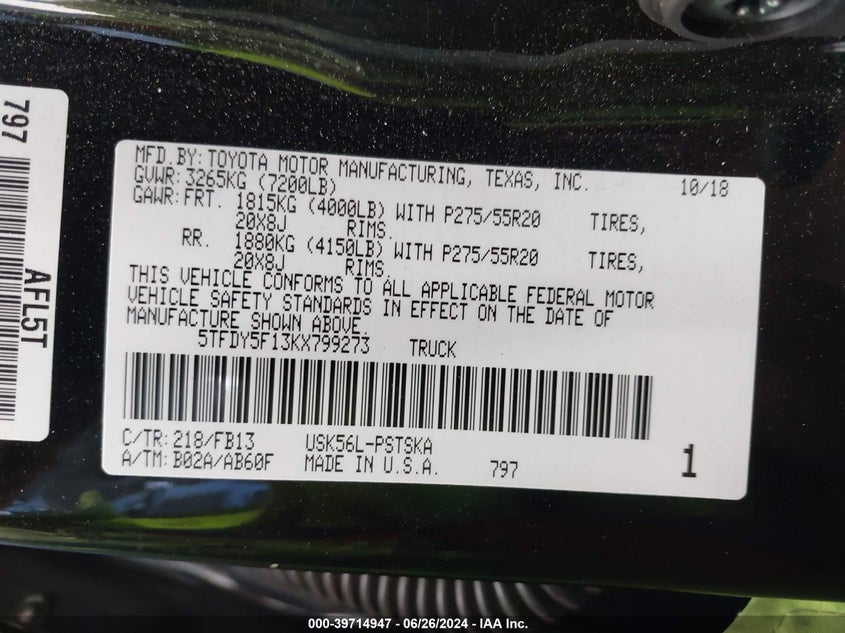 797
AFL5T
MFD.BY:TOYOTA MOTOR MANUFACTURING, TEXAS, INC. 10/18
GVWR:3265KG (7200LB)
GAWR:FRT. 1815KG (4000LB) WITH P275/55R20 TIRES,
20X8J RIMS.
RR. 1880KG (4150LB) WITH P275/55R20 TIRES,
20X8J RIMS.
THIS VEHICLE CONFORMS TO ALL APPLICABLE FEDERAL MOTOR
VEHICLE SAFETY STANDARDS IN EFFECT ON THE DATE OF
MANUFACTURE SHOWN ABOVE.
5TFDY5F13KX799273 TRUCK
C/TR:218/FB13 USK56L-PSTSKA
A/TM:B02A/AB60F MADE IN U.S.A. 797 1
000-39714947 - 06/26/2024 - IAA Inc.